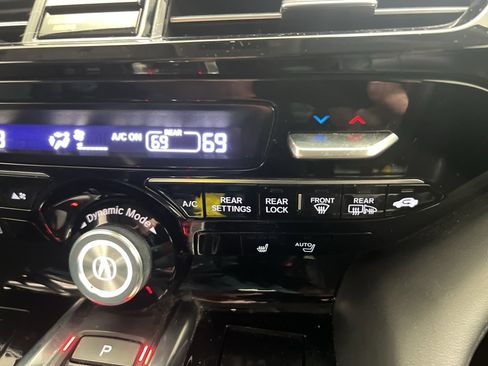 A/C ON REAR 69 69
A/C REAR SETTINGS REAR LOCK FRONT REAR
Dynamic Mode
AUTO
P